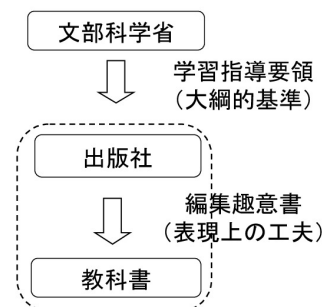 文部科学省
学習指導要領
（大綱的基準）
出版社
編集趣意書
（表現上の工夫）
教科書